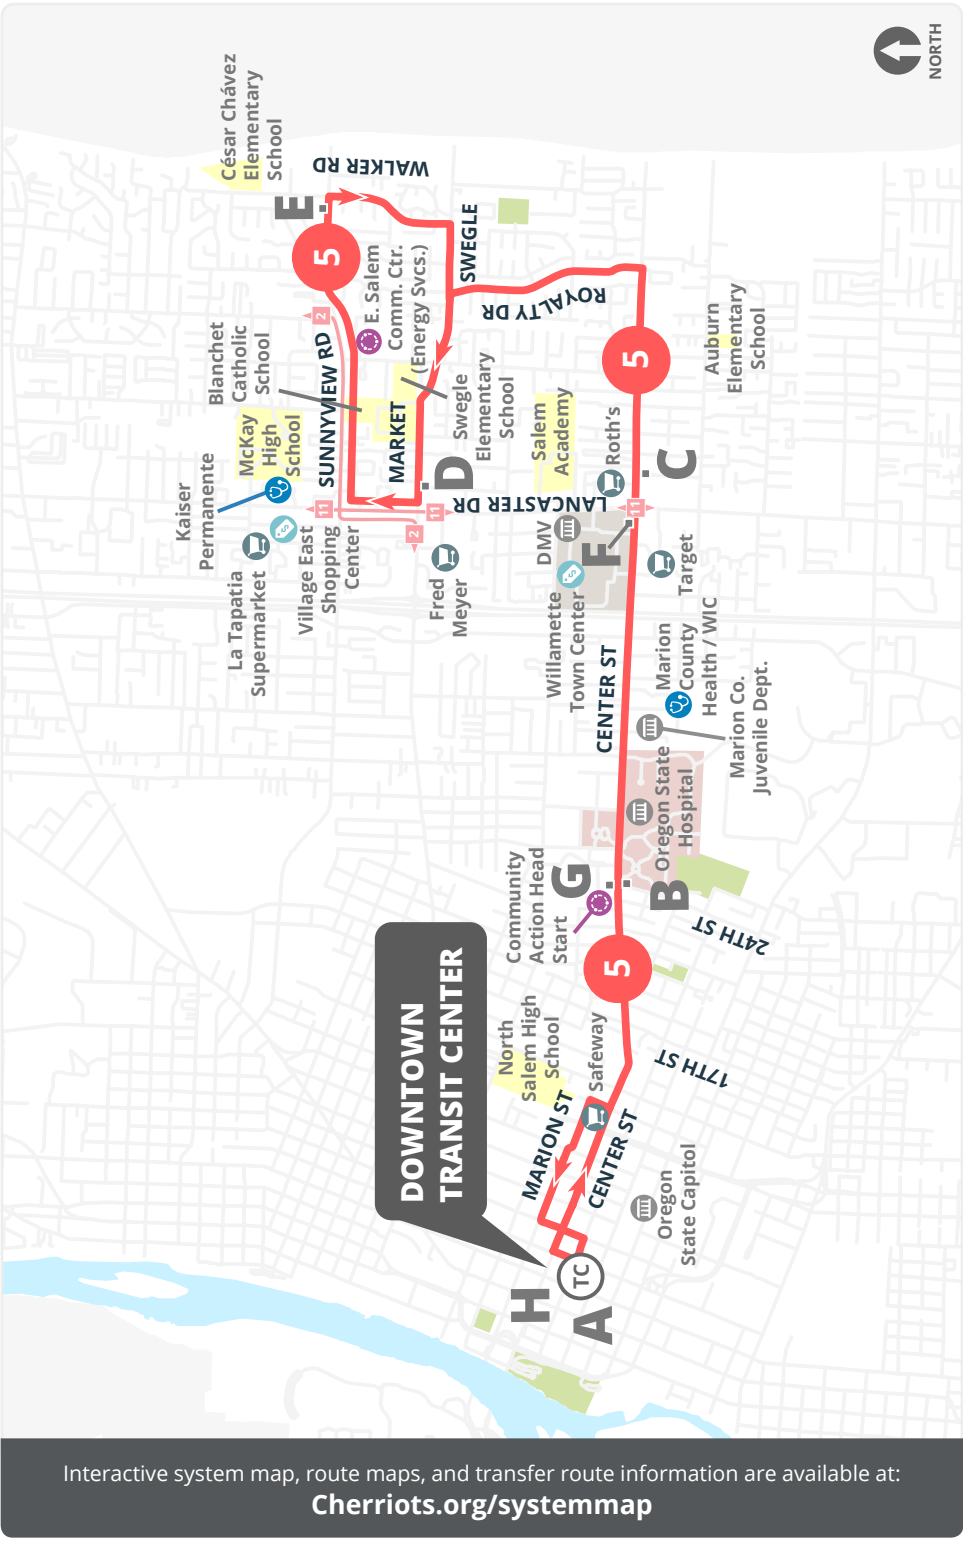 NORTH
César Chávez
Elementary
School
WALKER RD
E
5
E. Salem
Comm. Ctr.
(Energy Svcs.)
SWEGLE
ROYALTY DR
2
SUNNYVIEW RD
Blanchet
Catholic
School
McKay
High
School
MARKET
Swegle
Elementary
School
D
Auburn
Elementary
School
5
Salem
Academy
Roth's
C
LANCASTER DR
11
11
2
11
Kaiser
Permanente
La Tapatia
Supermarket
Village East
Shopping
Center
Fred
Meyer
DMV
F
Willamette
Town Center
Target
CENTER ST
Marion
County
Health / WIC
Marion Co.
Juvenile Dept.
Oregon State
Hospital
Community
Action Head
Start
G
B
24TH ST
5
DOWNTOWN
TRANSIT CENTER
North
Salem High
School
Safeway
17TH ST
MARION ST
CENTER ST
Oregon
State Capitol
TC
H
A
Interactive system map, route maps, and transfer route information are available at:
Cherriots.org/systemmap